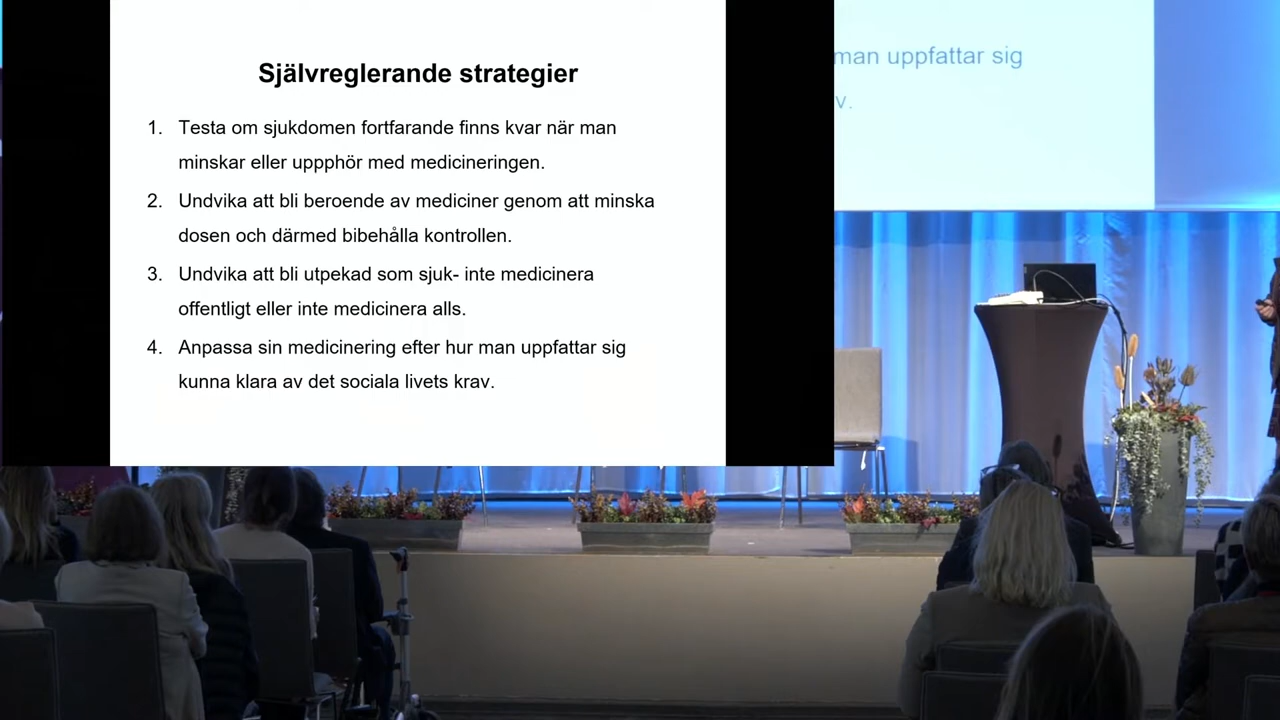 Självreglerande strategier
1. Testa om sjukdomen fortfarande finns kvar när man
minskar eller uppphör med medicineringen.
2. Undvika att bli beroende av mediciner genom att minska
dosen och därmed bibehålla kontrollen.
3. Undvika att bli utpekad som sjuk- inte medicinera
offentligt eller inte medicinera alls.
4. Anpassa sin medicinering efter hur man uppfattar sig
kunna klara av det sociala livets krav.
man uppfattar sig
v.